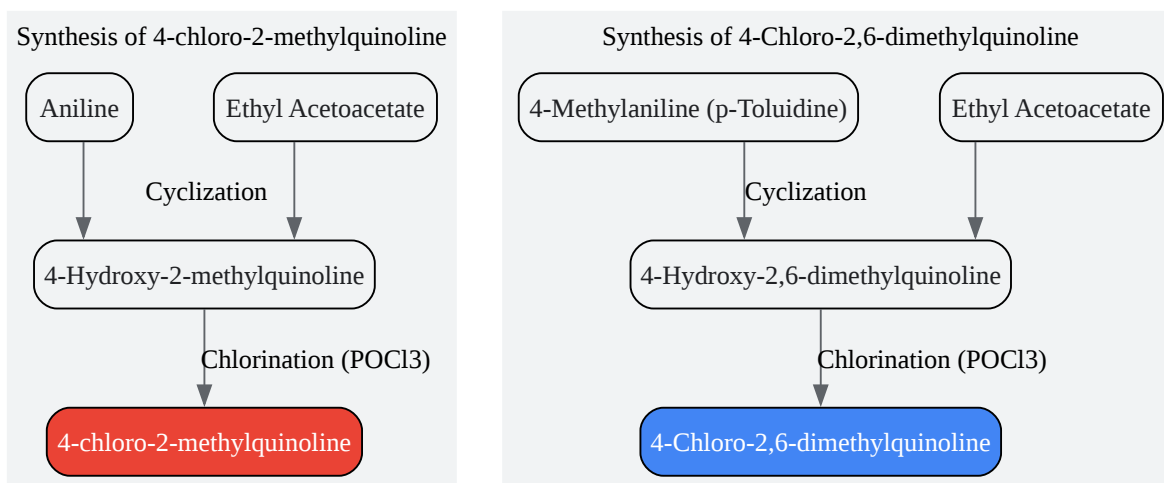 Synthesis of 4-chloro-2-methylquinoline
Aniline
Ethyl Acetoacetate
Cyclization
4-Hydroxy-2-methylquinoline
Chlorination (POCl3)
4-chloro-2-methylquinoline
Synthesis of 4-Chloro-2,6-dimethylquinoline
4-Methylaniline (p-Toluidine)
Ethyl Acetoacetate
Cyclization
4-Hydroxy-2,6-dimethylquinoline
Chlorination (POCl3)
4-Chloro-2,6-dimethylquinoline